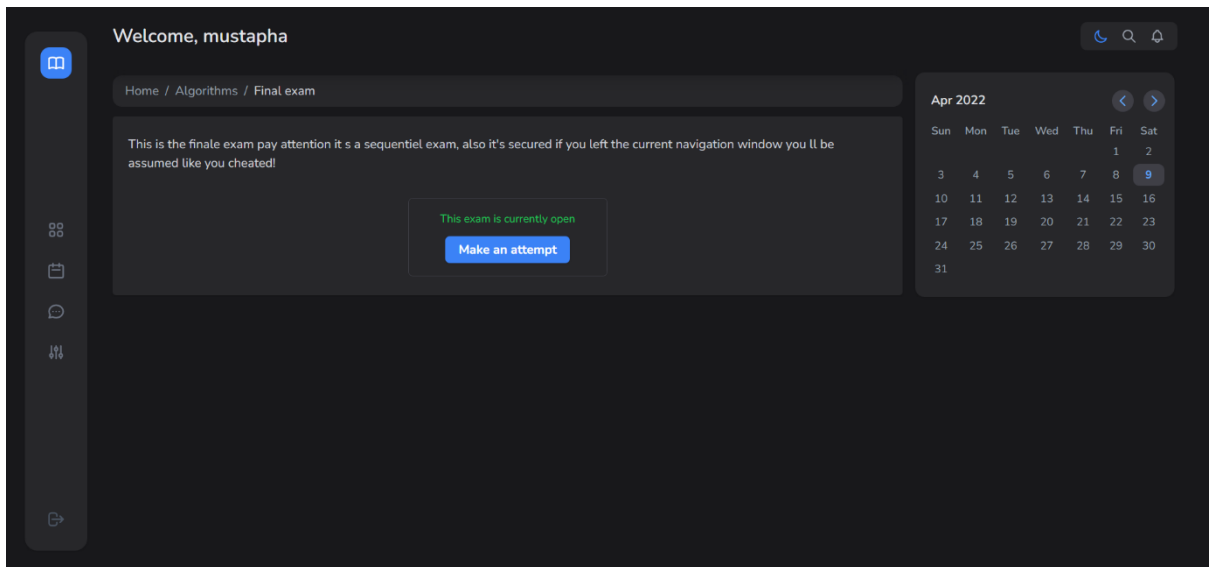 Welcome, mustapha
Home / Algorithms / Final exam
This is the finale exam pay attention it s a sequentiel exam, also it's secured if you left the current navigation window you ll be
assumed like you cheated!
This exam is currently open
Make an attempt
Apr 2022
Sun Mon Tue Wed Thu Fri Sat
1 2
3 4 5 6 7 8 9
10 11 12 13 14 15 16
17 18 19 20 21 22 23
24 25 26 27 28 29 30
31